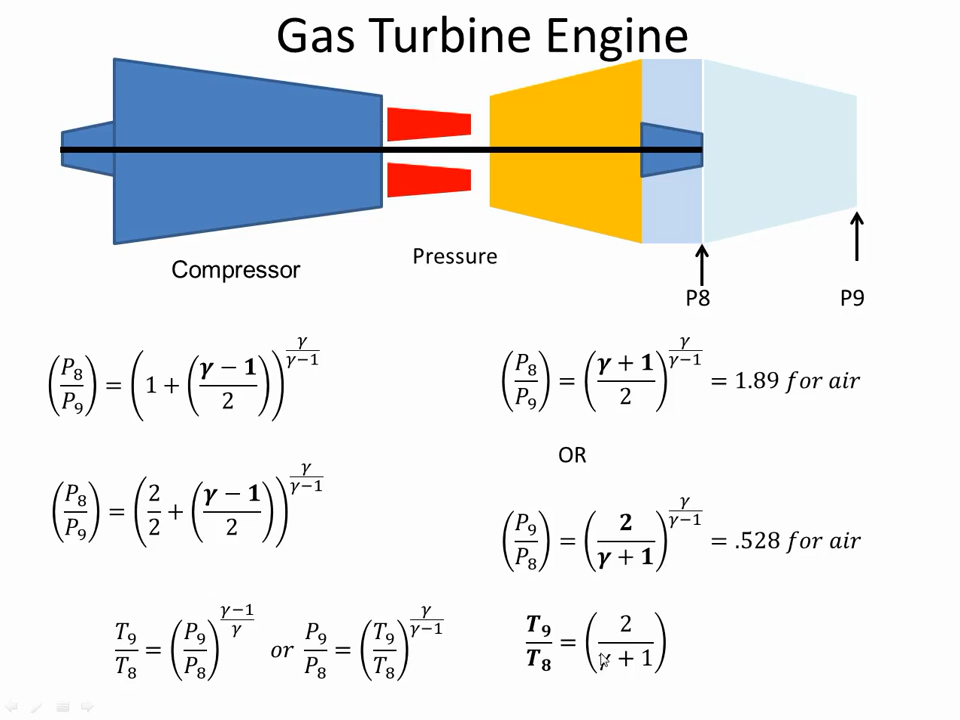 Gas Turbine Engine
Compressor
Pressure
P8
P9
(P₈/P₉) = (1 + ((γ − 1)/2))^(γ/(γ−1))
(P₈/P₉) = ((γ + 1)/2)^(γ/(γ−1)) = 1.89 for air
OR
(P₈/P₉) = (2/2 + ((γ − 1)/2))^(γ/(γ−1))
(P₉/P₈) = (2/(γ + 1))^(γ/(γ−1)) = .528 for air
T₉/T₈ = (P₉/P₈)^((γ−1)/γ) or P₉/P₈ = (T₉/T₈)^(γ/(γ−1))
T₉/T₈ = (2/(γ + 1))